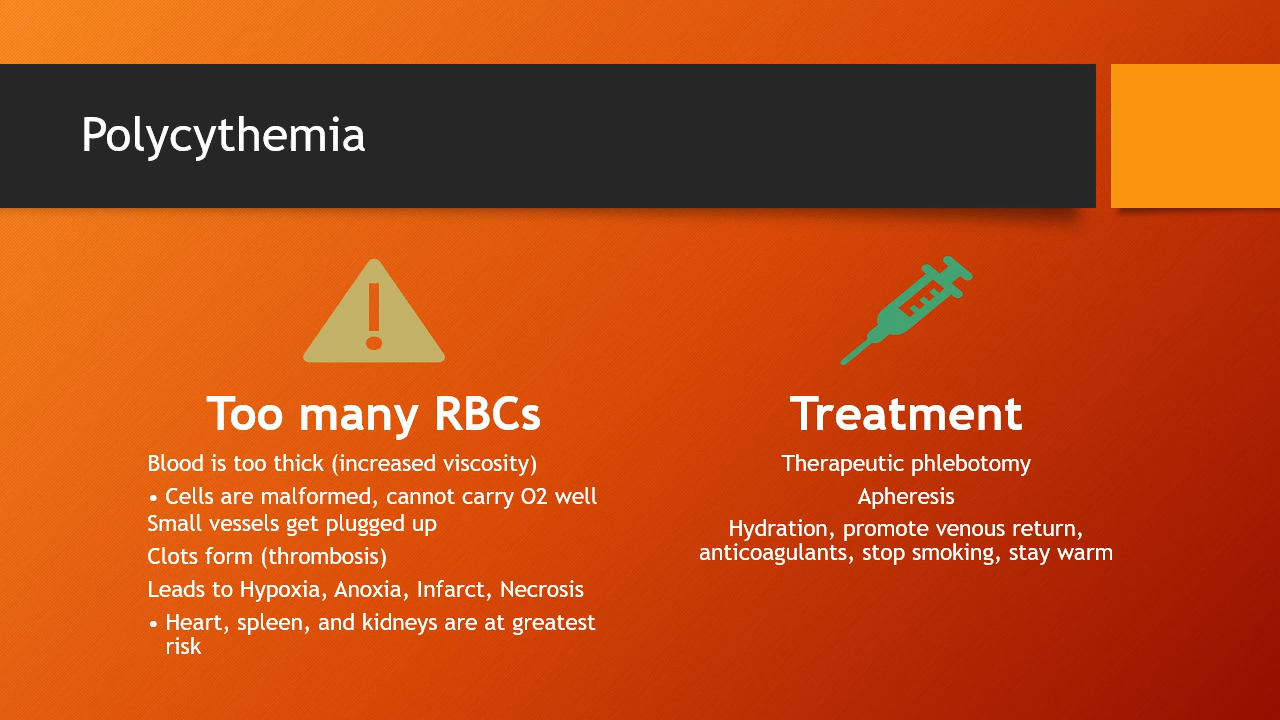 Polycythemia
Too many RBCs
Blood is too thick (increased viscosity)
• Cells are malformed, cannot carry O2 well
Small vessels get plugged up
Clots form (thrombosis)
Leads to Hypoxia, Anoxia, Infarct, Necrosis
• Heart, spleen, and kidneys are at greatest
risk
Treatment
Therapeutic phlebotomy
Apheresis
Hydration, promote venous return,
anticoagulants, stop smoking, stay warm